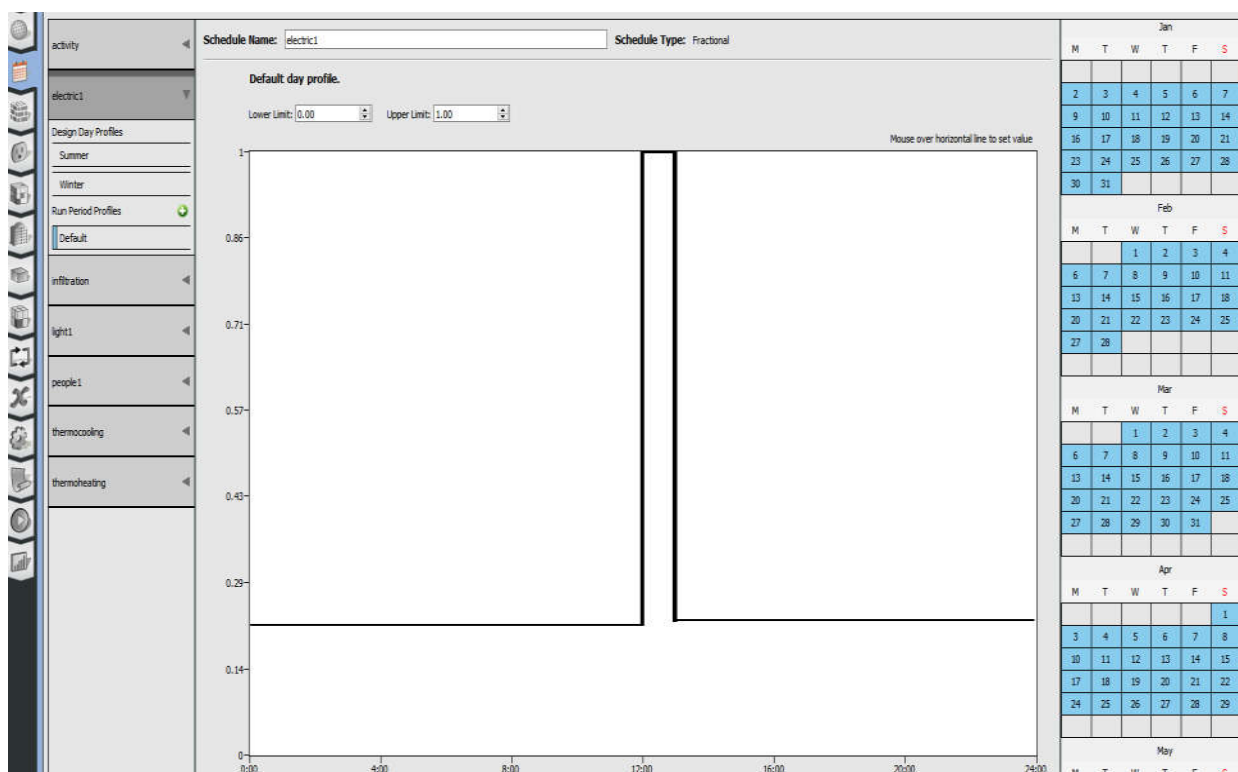 activity
electric1
Design Day Profiles
Summer
Winter
Run Period Profiles
Default
infiltration
light1
people1
thermocooling
thermoheating
Schedule Name: electric1 Schedule Type: Fractional
Default day profile.
Lower Limit: 0.00 Upper Limit: 1.00
Mouse over horizontal line to set value
1
0.86
0.71
0.57
0.43
0.29
0.14
0
0:00 4:00 8:00 12:00 16:00 20:00 24:00
Jan
M T W T F S
2 3 4 5 6 7
9 10 11 12 13 14
16 17 18 19 20 21
23 24 25 26 27 28
30 31
Feb
M T W T F S
1 2 3 4
6 7 8 9 10 11
13 14 15 16 17 18
20 21 22 23 24 25
27 28
Mar
M T W T F S
1 2 3 4
6 7 8 9 10 11
13 14 15 16 17 18
20 21 22 23 24 25
27 28 29 30 31
Apr
M T W T F S
1
3 4 5 6 7 8
10 11 12 13 14 15
17 18 19 20 21 22
24 25 26 27 28 29
May
M T W T F S